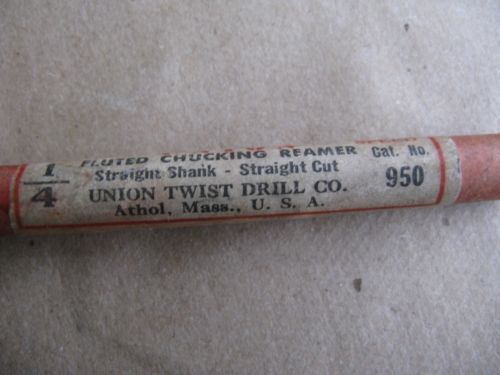 1/4
FLUTED CHUCKING REAMER Cat. No.
Straight Shank - Straight Cut
UNION TWIST DRILL CO. 950
Athol, Mass., U. S. A.